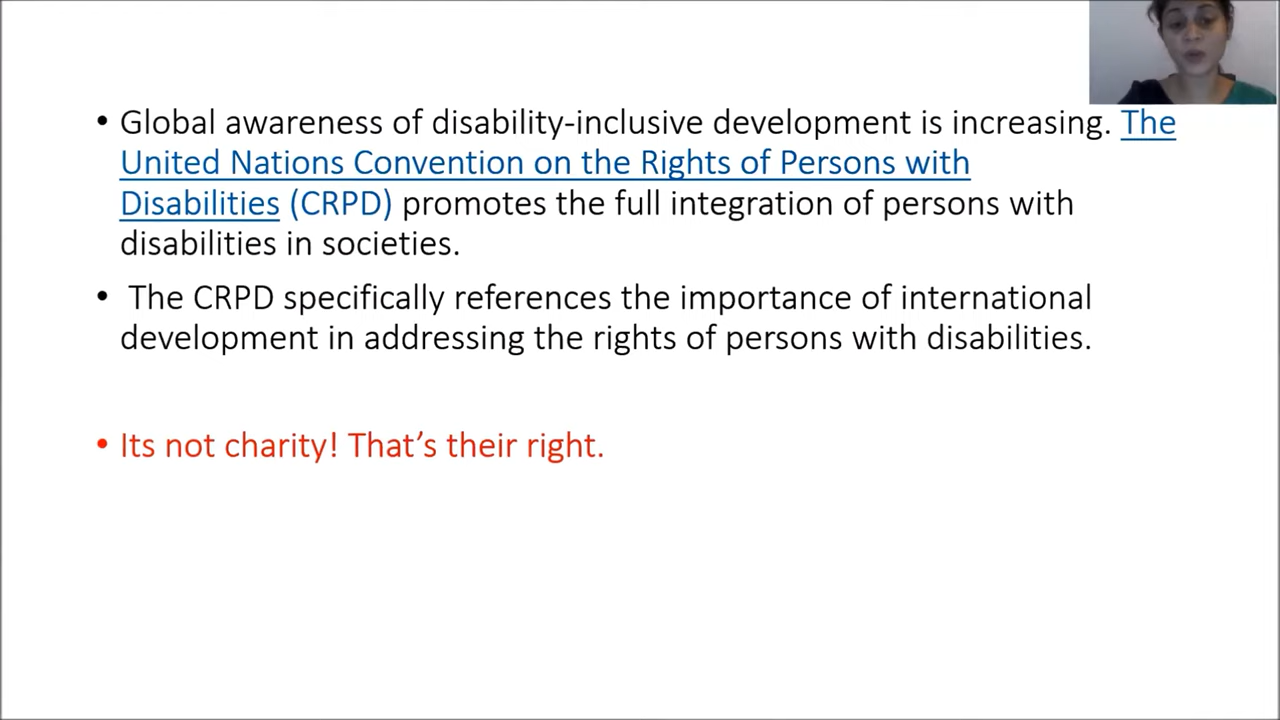 • Global awareness of disability-inclusive development is increasing. The
United Nations Convention on the Rights of Persons with
Disabilities (CRPD) promotes the full integration of persons with
disabilities in societies.
• The CRPD specifically references the importance of international
development in addressing the rights of persons with disabilities.
• Its not charity! That’s their right.